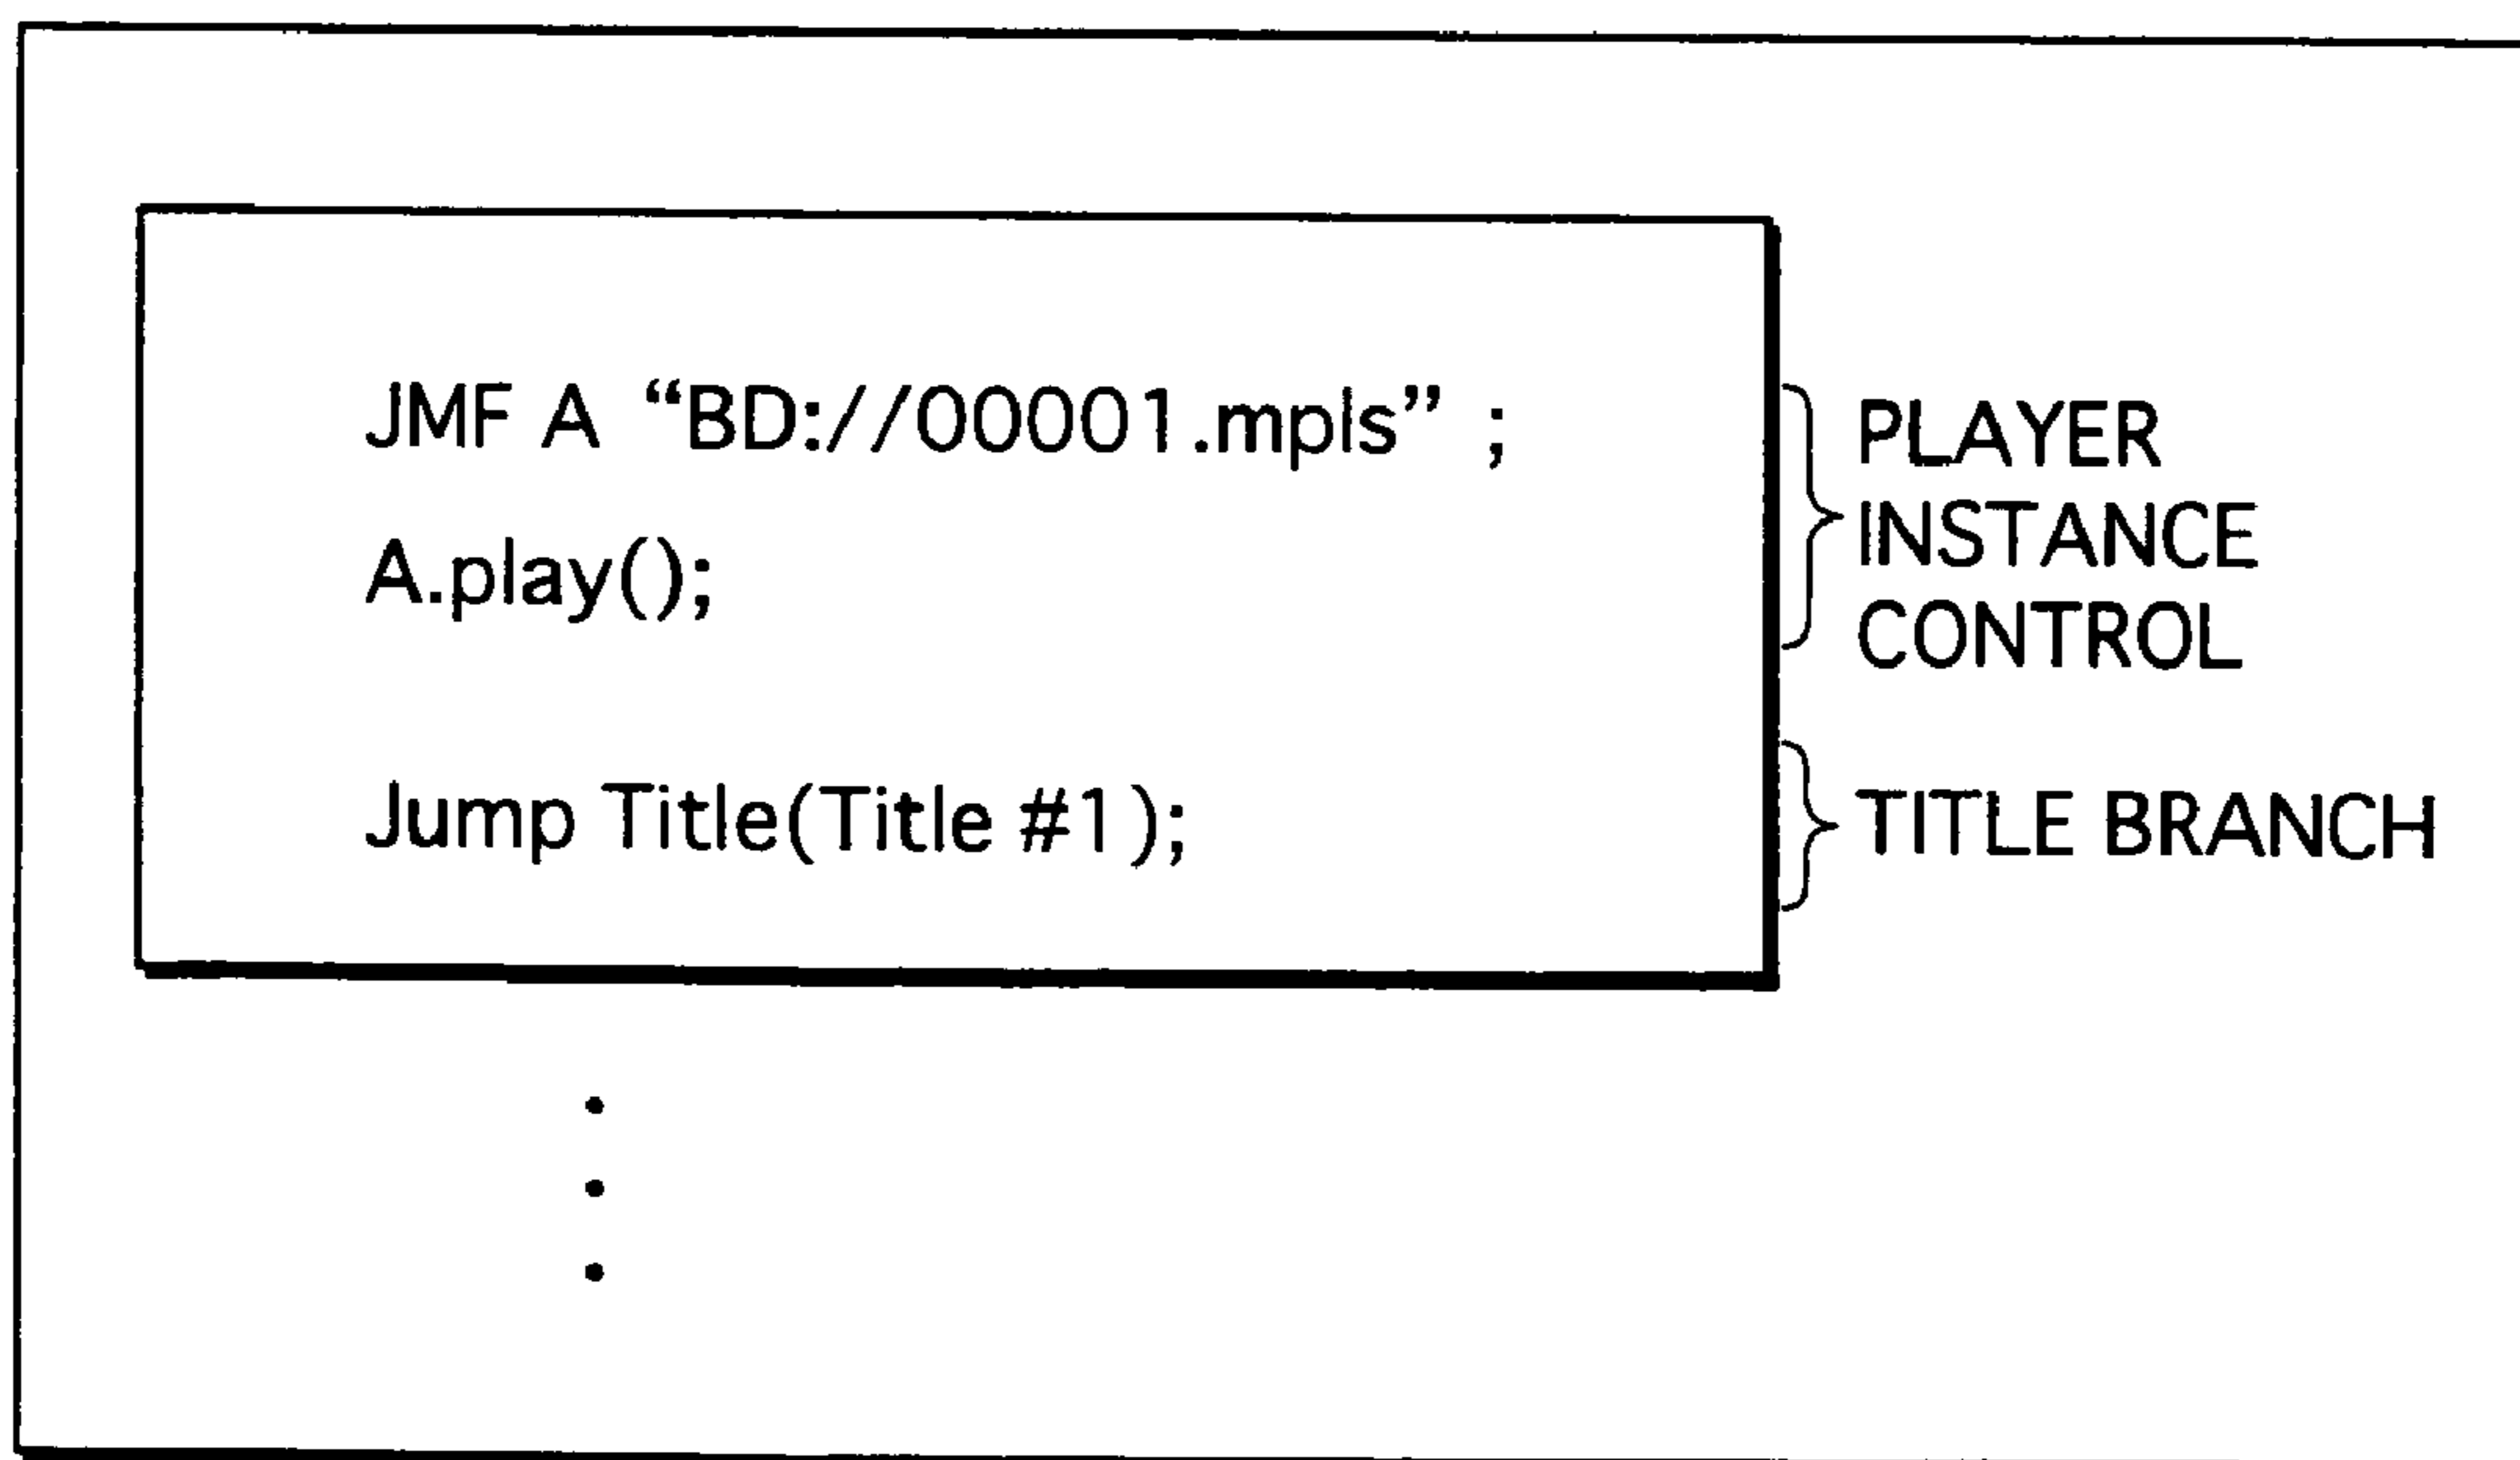 JMF A “BD://00001.mpls” ;
A.play();
PLAYER
INSTANCE
CONTROL
Jump Title(Title #1);
TITLE BRANCH